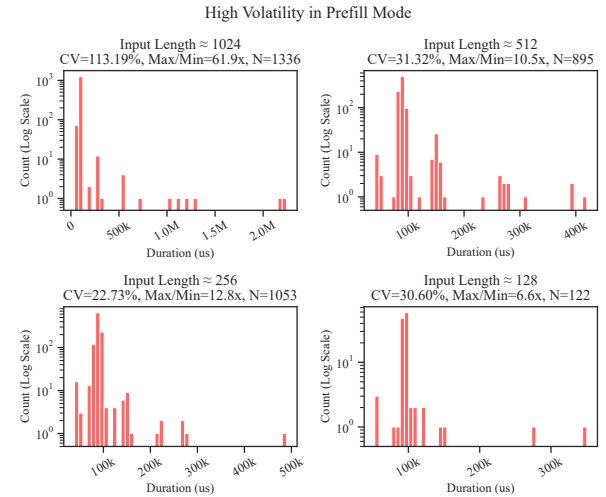 High Volatility in Prefill Mode
Input Length ≈ 1024
CV=113.19%, Max/Min=61.9x, N=1336
Count (Log Scale)
10³
10²
10¹
10⁰
0 500k 1.0M 1.5M 2.0M
Duration (us)
Input Length ≈ 512
CV=31.32%, Max/Min=10.5x, N=895
Count (Log Scale)
10²
10¹
10⁰
100k 200k 300k 400k
Duration (us)
Input Length ≈ 256
CV=22.73%, Max/Min=12.8x, N=1053
Count (Log Scale)
10²
10¹
10⁰
100k 200k 300k 400k 500k
Duration (us)
Input Length ≈ 128
CV=30.60%, Max/Min=6.6x, N=122
Count (Log Scale)
10¹
10⁰
100k 200k 300k
Duration (us)